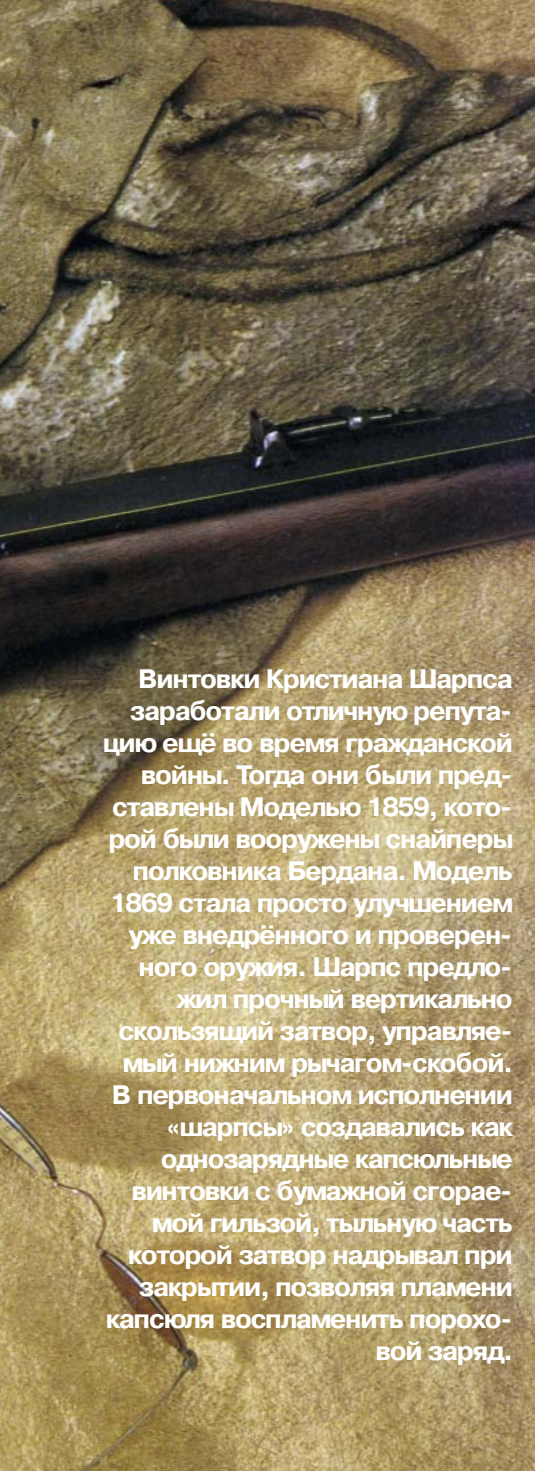 Винтовки Кристиана Шарпса
заработали отличную репута-
цию ещё во время гражданской
войны. Тогда они были пред-
ставлены Моделью 1859, кото-
рой были вооружены снайперы
полковника Бердана. Модель
1869 стала просто улучшением
уже внедрённого и проверен-
ного оружия. Шарпс предло-
жил прочный вертикально
скользящий затвор, управляе-
мый нижним рычагом-скобой.
В первоначальном исполнении
«шарпсы» создавались как
однозарядные капсюльные
винтовки с бумажной сгорае-
мой гильзой, тыльную часть
которой затвор надрывал при
закрытии, позволяя пламени
капсюля воспламенить порохо-
вой заряд.